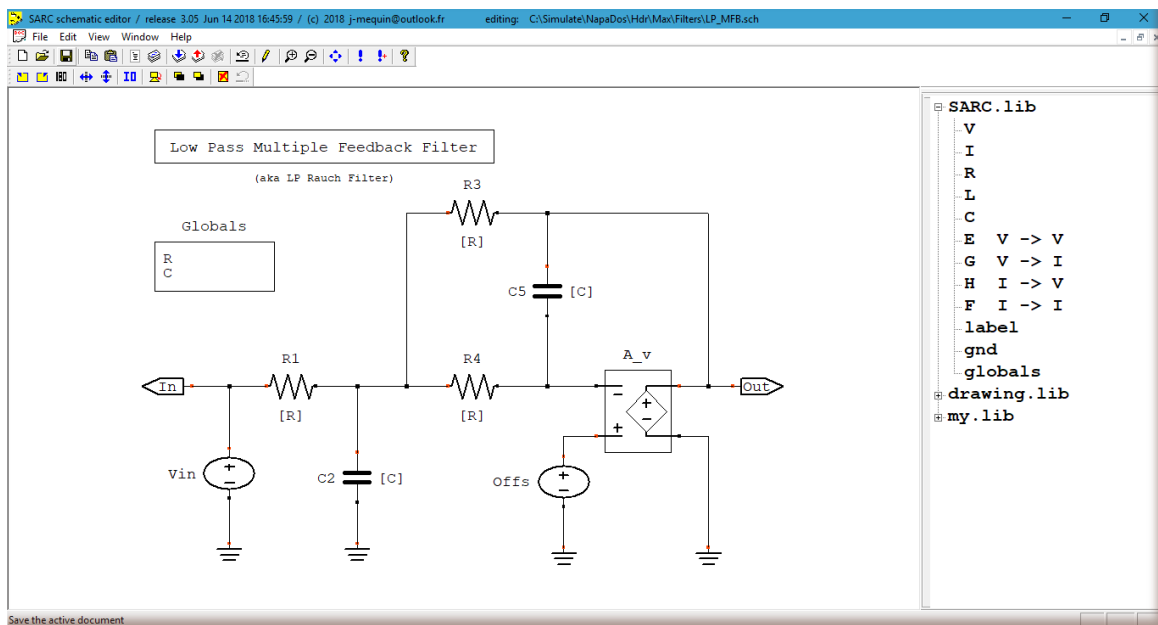 SARC schematic editor / release 3.05 Jun 14 2018 16:45:59 / (c) 2018 j-mequin@outlook.fr editing: C:\Simulate\NapaDos\Hdr\Max\Filters\LP_MFB.sch
File Edit View Window Help
Low Pass Multiple Feedback Filter
(aka LP Rauch Filter)
Globals
R
C
R3
[R]
C5 [C]
R1
[R]
R4
[R]
A_v
In
Out
Vin
C2 [C]
Offs
SARC.lib
V
I
R
L
C
E V -> V
G V -> I
H I -> V
F I -> I
label
gnd
globals
drawing.lib
my.lib
Save the active document